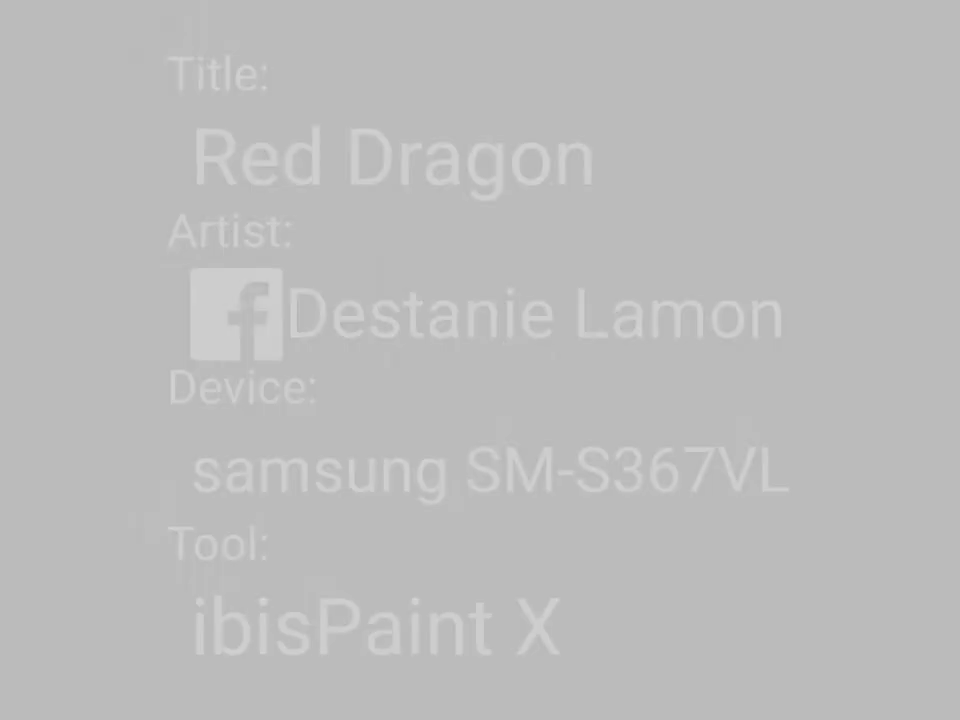 Title:
Red Dragon
Artist:
Destanie Lamon
Device:
samsung SM-S367VL
Tool:
ibisPaint X